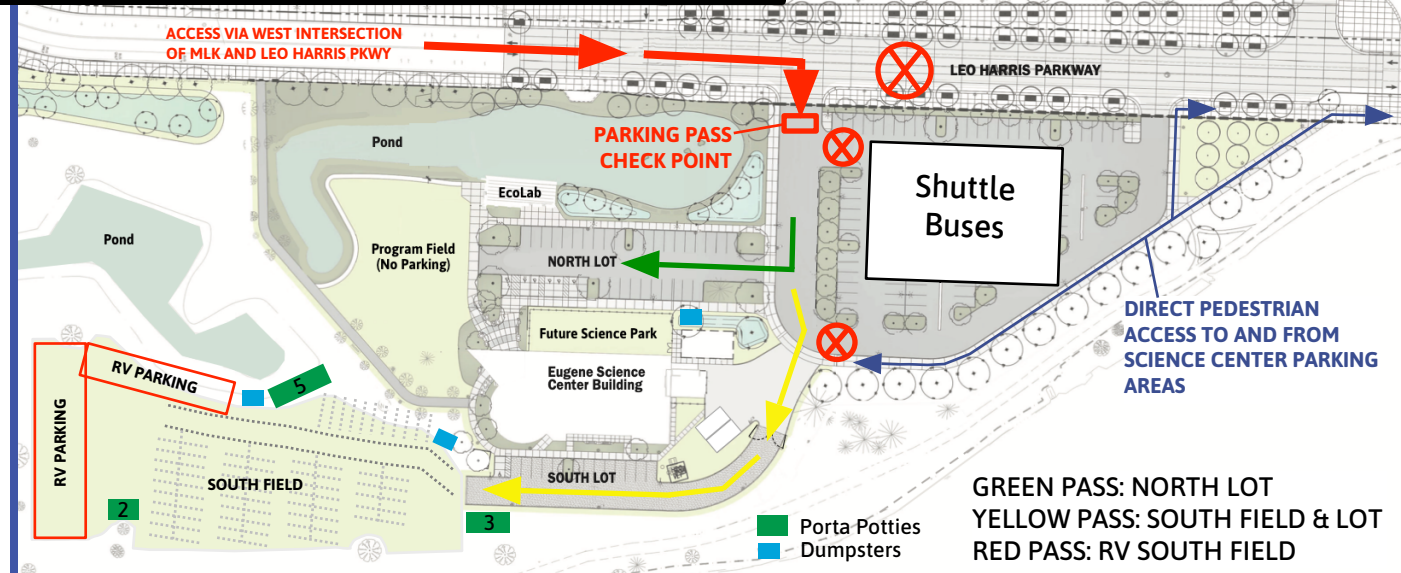 ACCESS VIA WEST INTERSECTION
OF MLK AND LEO HARRIS PKWY
LEO HARRIS PARKWAY
PARKING PASS
CHECK POINT
Pond
EcoLab
Shuttle
Buses
Pond
Program Field
(No Parking)
NORTH LOT
DIRECT PEDESTRIAN
ACCESS TO AND FROM
SCIENCE CENTER PARKING
AREAS
Future Science Park
Eugene Science
Center Building
RV PARKING
5
RV PARKING
SOUTH FIELD
SOUTH LOT
2
3
Porta Potties
Dumpsters
GREEN PASS: NORTH LOT
YELLOW PASS: SOUTH FIELD & LOT
RED PASS: RV SOUTH FIELD